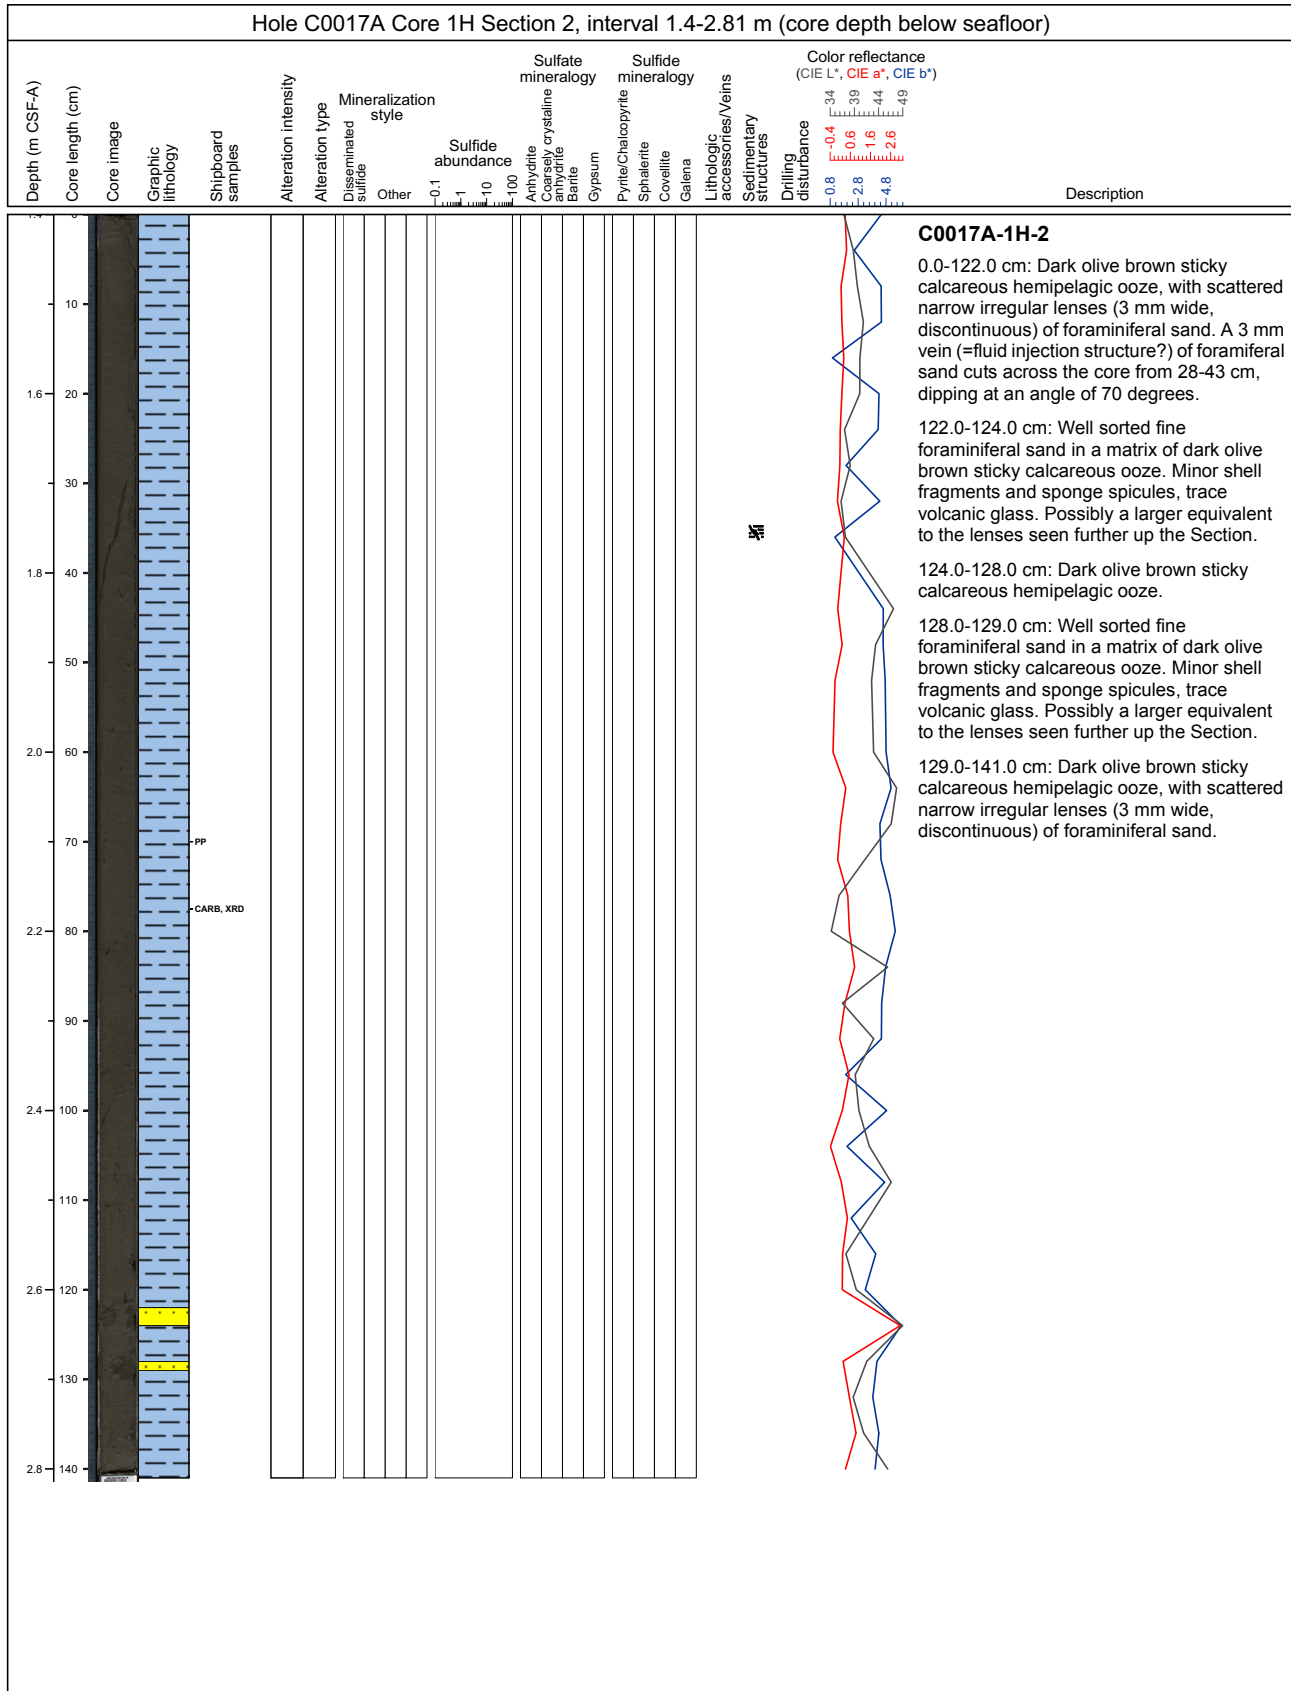 Hole C0017A Core 1H Section 2, interval 1.4-2.81 m (core depth below seafloor)
Depth (m CSF-A)
Core length (cm)
Core image
Graphic
lithology
Shipboard
samples
Alteration intensity
Alteration type
Mineralization
style
Disseminated
sulfide
Other
Sulfide
abundance
0.1
1
10
100
Sulfate
mineralogy
Anhydrite
Coarsely crystaline
anhydrite
Barite
Gypsum
Sulfide
mineralogy
Pyrite/Chalcopyrite
Sphalerite
Covellite
Galena
Lithologic
accessories/Veins
Sedimentary
structures
Drilling
disturbance
Color reflectance
(CIE L*, CIE a*, CIE b*)
34 39 44 49
-0.4 0.6 1.6 2.6
0.8 2.8 4.8
Description
1.4
1.6
1.8
2.0
2.2
2.4
2.6
2.8
0
10
20
30
40
50
60
70
80
90
100
110
120
130
140
PP
CARB, XRD
C0017A-1H-2
0.0-122.0 cm: Dark olive brown sticky
calcareous hemipelagic ooze, with scattered
narrow irregular lenses (3 mm wide,
discontinuous) of foraminiferal sand. A 3 mm
vein (=fluid injection structure?) of foramiferal
sand cuts across the core from 28-43 cm,
dipping at an angle of 70 degrees.
122.0-124.0 cm: Well sorted fine
foraminiferal sand in a matrix of dark olive
brown sticky calcareous ooze. Minor shell
fragments and sponge spicules, trace
volcanic glass. Possibly a larger equivalent
to the lenses seen further up the Section.
124.0-128.0 cm: Dark olive brown sticky
calcareous hemipelagic ooze.
128.0-129.0 cm: Well sorted fine
foraminiferal sand in a matrix of dark olive
brown sticky calcareous ooze. Minor shell
fragments and sponge spicules, trace
volcanic glass. Possibly a larger equivalent
to the lenses seen further up the Section.
129.0-141.0 cm: Dark olive brown sticky
calcareous hemipelagic ooze, with scattered
narrow irregular lenses (3 mm wide,
discontinuous) of foraminiferal sand.